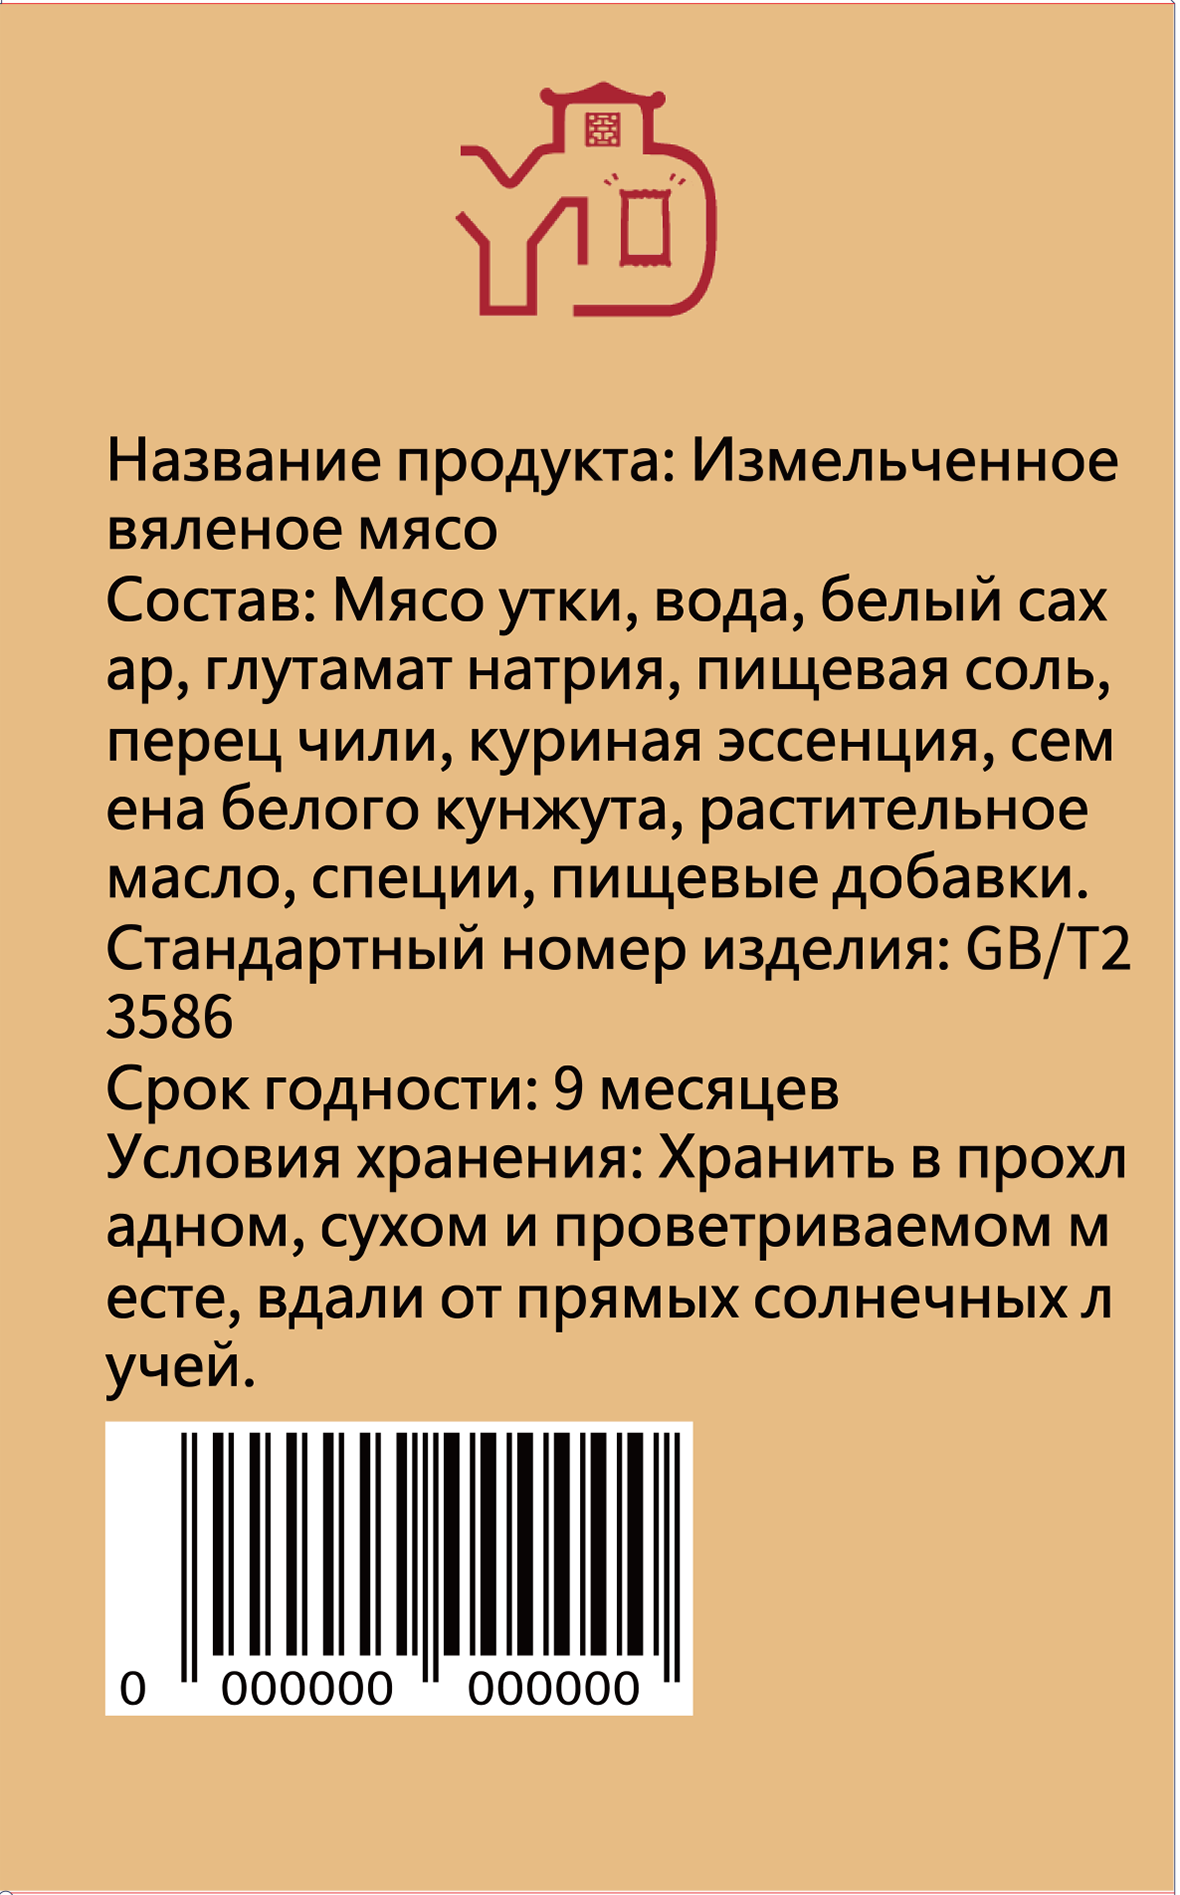 Название продукта: Измельченное
вяленое мясо
Состав: Мясо утки, вода, белый сах
ар, глутамат натрия, пищевая соль,
перец чили, куриная эссенция, сем
ена белого кунжута, растительное
масло, специи, пищевые добавки.
Стандартный номер изделия: GB/T2
3586
Срок годности: 9 месяцев
Условия хранения: Хранить в прохл
адном, сухом и проветриваемом м
есте, вдали от прямых солнечных л
учей.
0 000000 000000